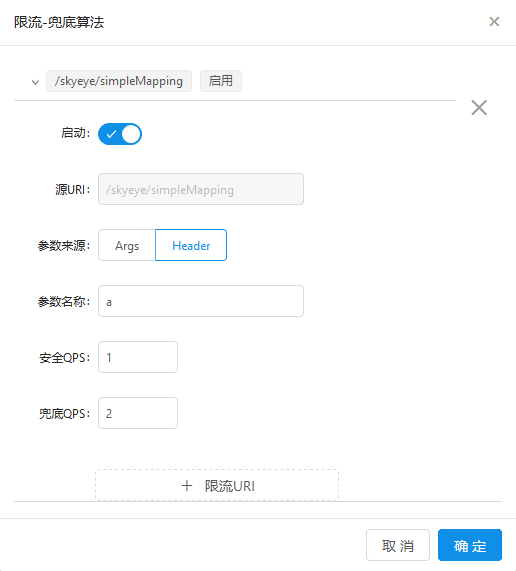 限流-兜底算法
/skyeye/simpleMapping 启用
启动:
源URI: /skyeye/simpleMapping
参数来源: Args Header
参数名称: a
安全QPS: 1
兜底QPS: 2
+ 限流URI
取 消 确 定